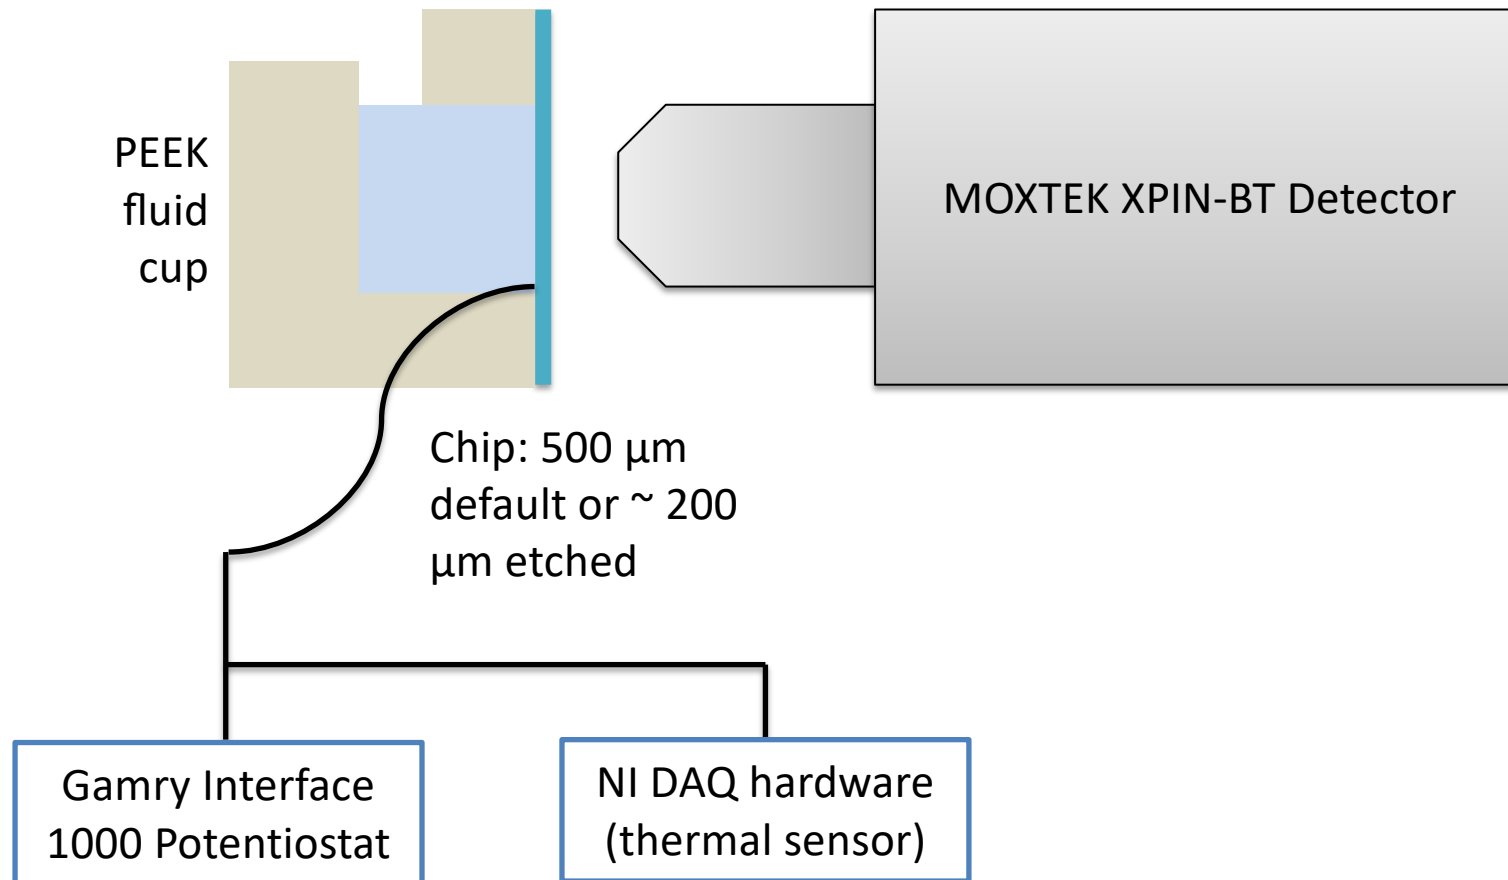 PEEK
fluid
cup
MOXTEK XPIN-BT Detector
Chip: 500 µm
default or ~ 200
µm etched
Gamry Interface
1000 Potentiostat
NI DAQ hardware
(thermal sensor)